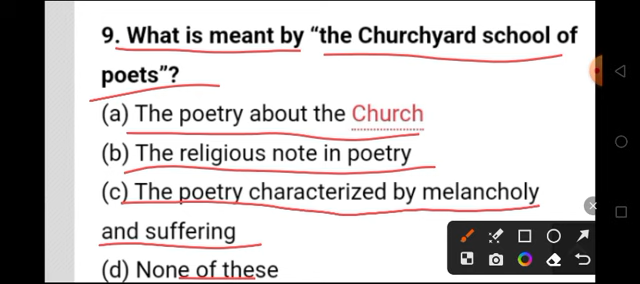 9. What is meant by “the Churchyard school of
poets”?
(a) The poetry about the Church
(b) The religious note in poetry
(c) The poetry characterized by melancholy
and suffering
(d) None of these